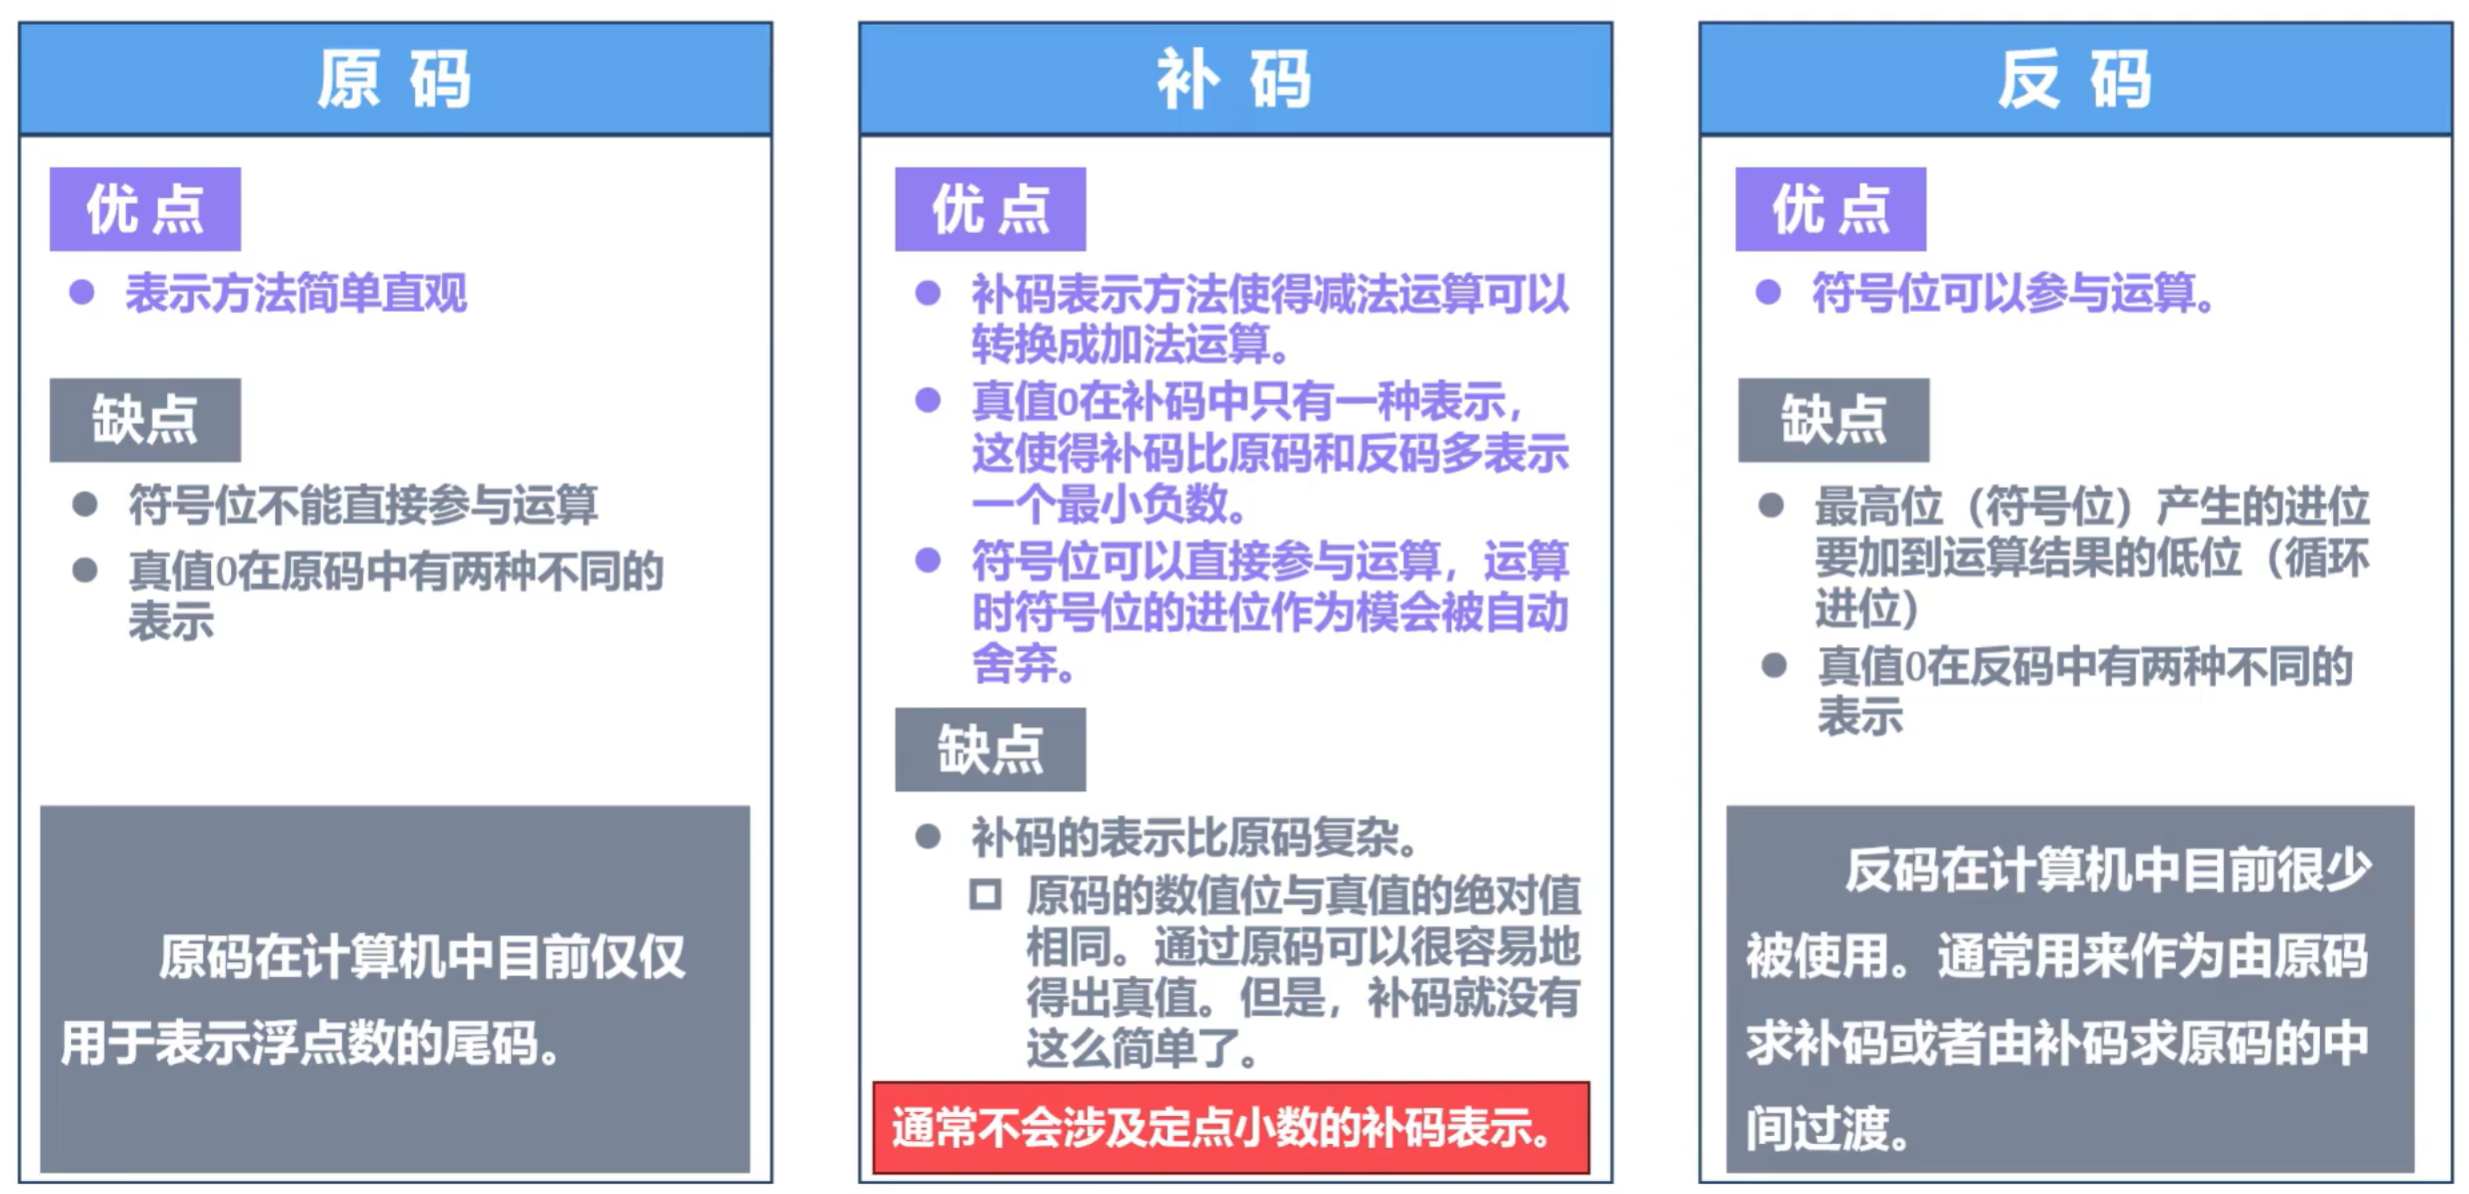 原 码
优 点
表示方法简单直观
缺点
符号位不能直接参与运算
真值0在原码中有两种不同的
表示
原码在计算机中目前仅仅
用于表示浮点数的尾码。
补 码
优 点
补码表示方法使得减法运算可以
转换成加法运算。
真值0在补码中只有一种表示，
这使得补码比原码和反码多表示
一个最小负数。
符号位可以直接参与运算，运算
时符号位的进位作为模会被自动
舍弃。
缺点
补码的表示比原码复杂。
原码的数值位与真值的绝对值
相同。通过原码可以很容易地
得出真值。但是，补码就没有
这么简单了。
通常不会涉及定点小数的补码表示。
反 码
优 点
符号位可以参与运算。
缺点
最高位（符号位）产生的进位
要加到运算结果的低位（循环
进位）
真值0在反码中有两种不同的
表示
反码在计算机中目前很少
被使用。通常用来作为由原码
求补码或者由补码求原码的中
间过渡。